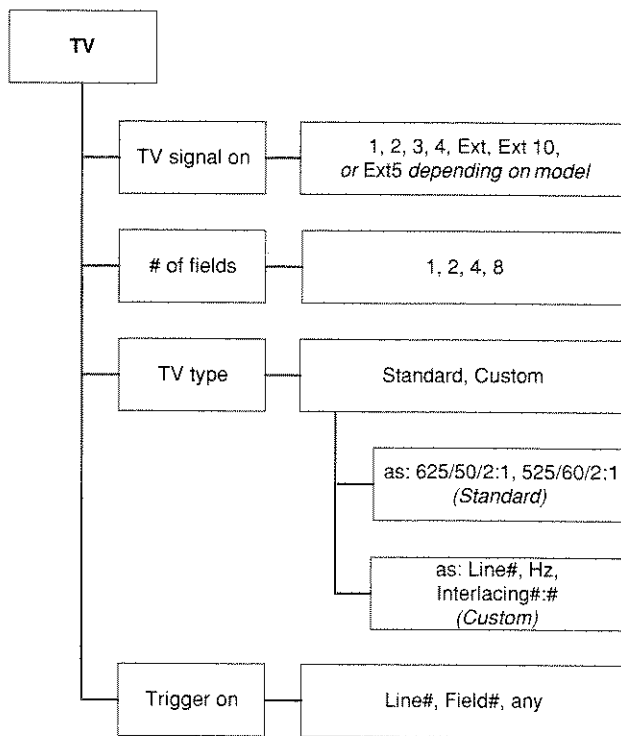 TV
TV signal on
1, 2, 3, 4, Ext, Ext 10,
or Ext5 depending on model
# of fields
1, 2, 4, 8
TV type
Standard, Custom
as: 625/50/2:1, 525/60/2:1
(Standard)
as: Line#, Hz,
Interlacing#:#
(Custom)
Trigger on
Line#, Field#, any